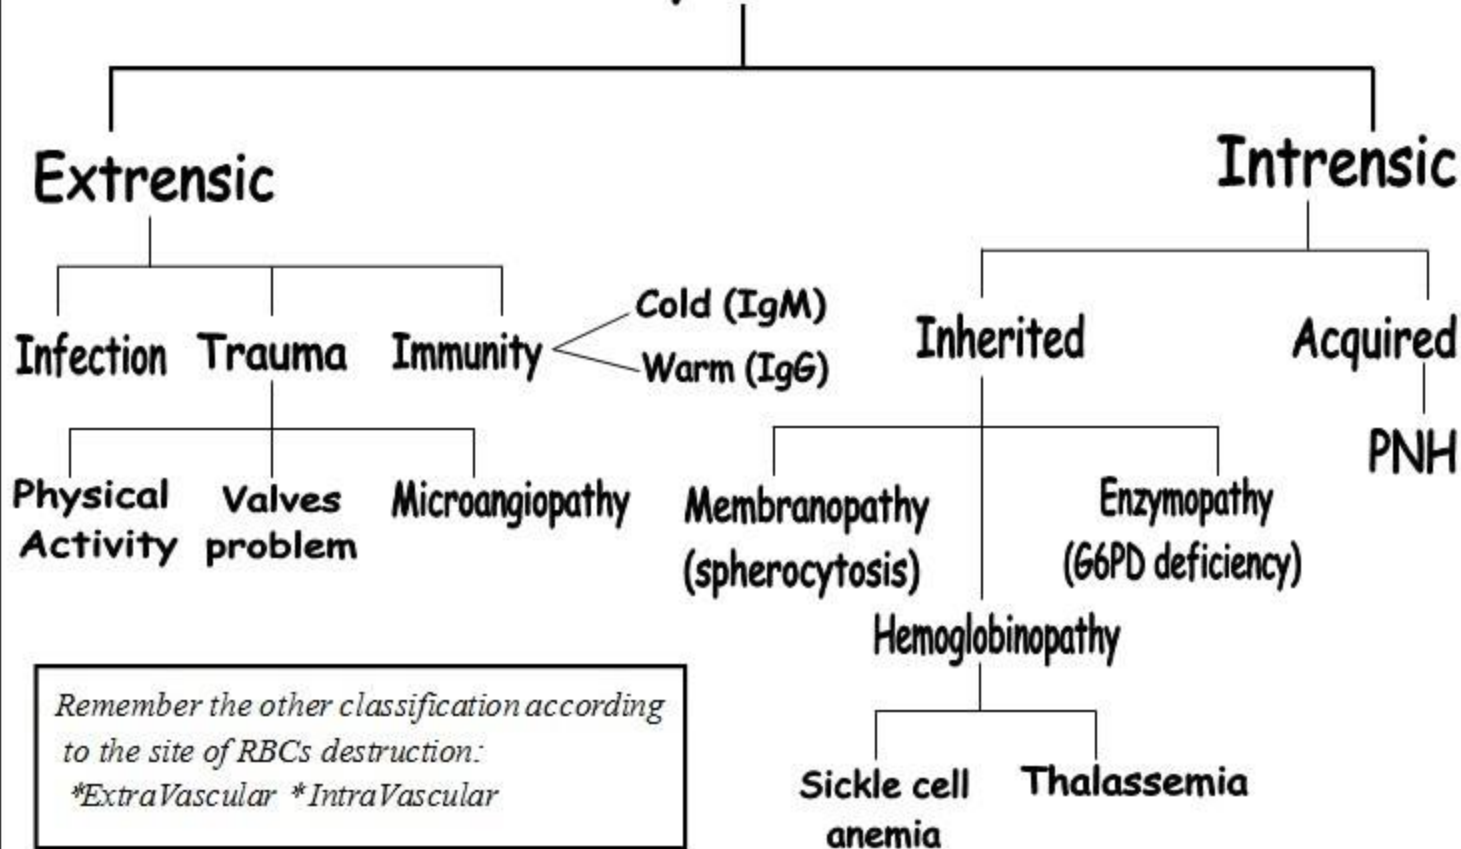 Extrensic
Intrensic
Infection
Trauma
Immunity
Cold (IgM)
Warm (IgG)
Inherited
Acquired
PNH
Physical
Activity
Valves
problem
Microangiopathy
Membranopathy
(spherocytosis)
Enzymopathy
(G6PD deficiency)
Hemoglobinopathy
Sickle cell
anemia
Thalassemia
Remember the other classification according
to the site of RBCs destruction:
*ExtraVascular *IntraVascular